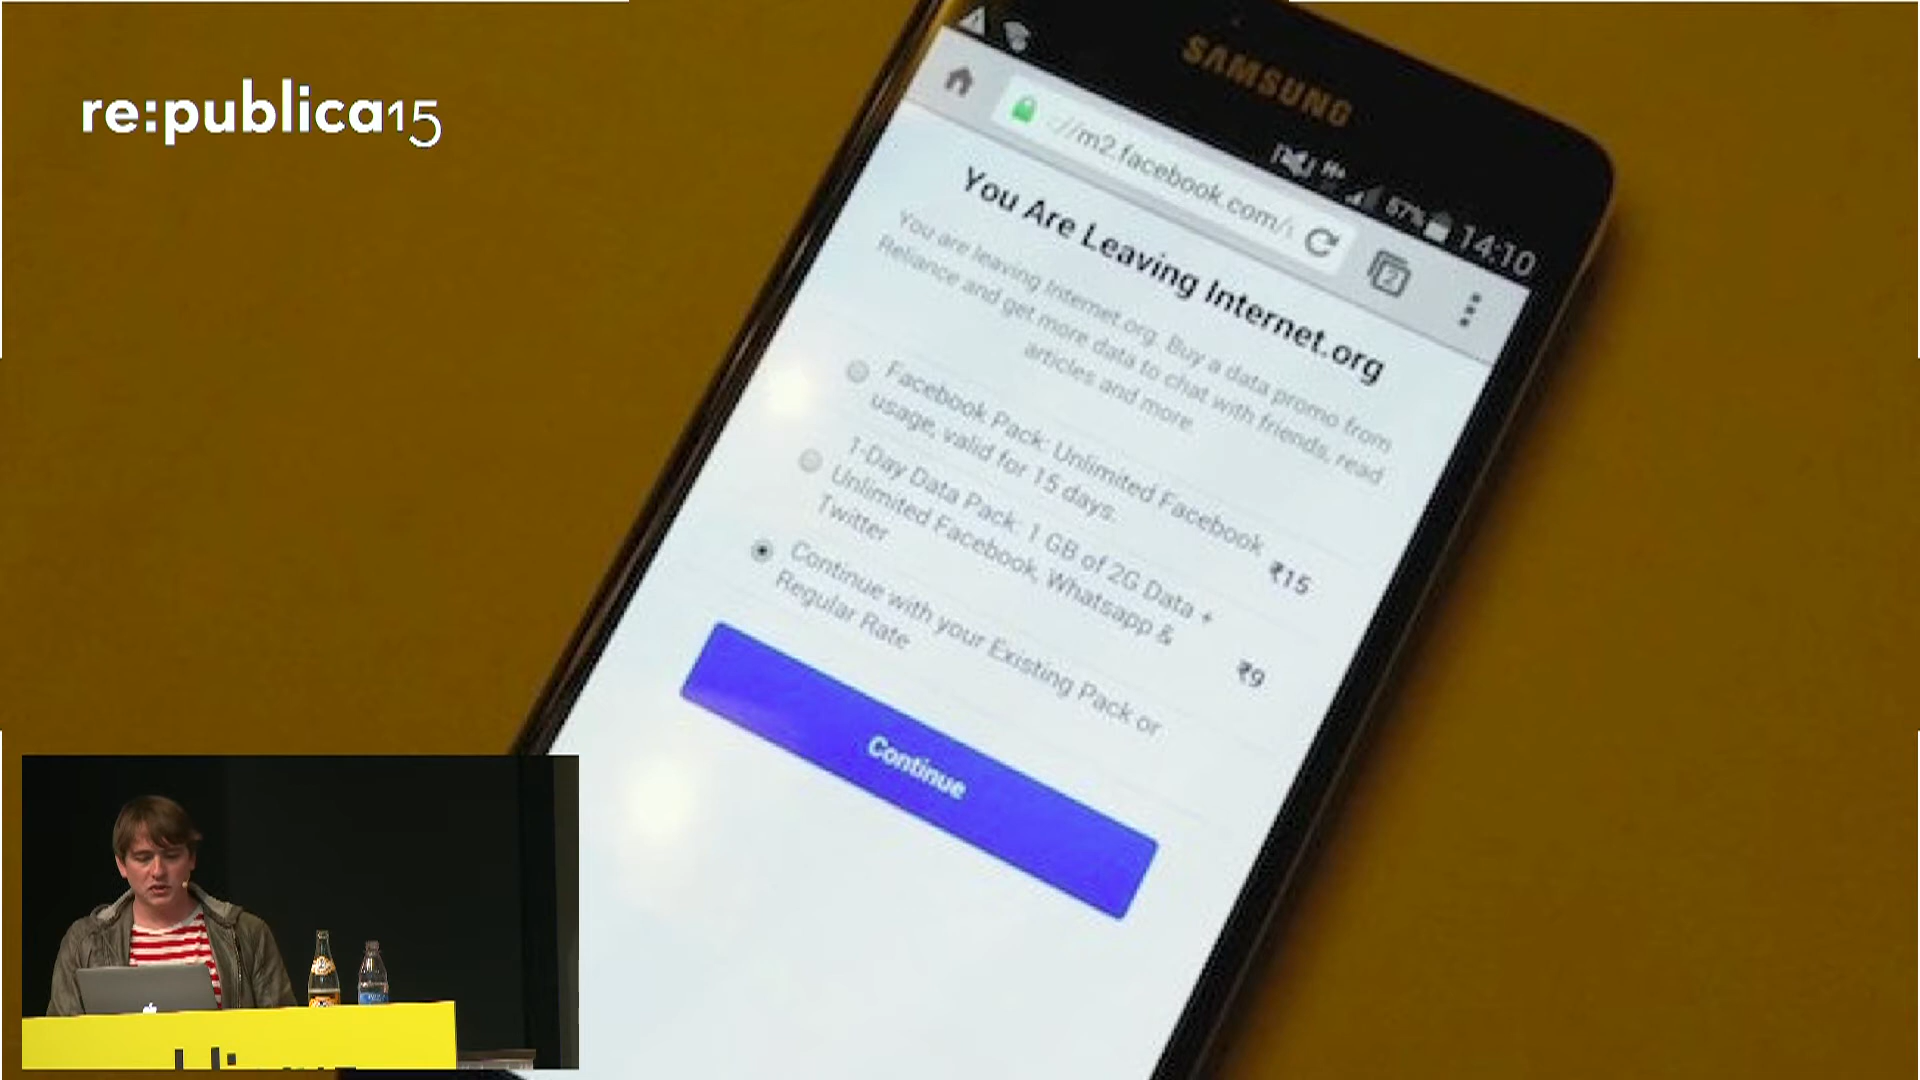 re:publica15
SAMSUNG
57% 14:10
://m2.facebook.com/
2
You Are Leaving Internet.org
You are leaving Internet.org. Buy a data promo from
Reliance and get more data to chat with friends, read
articles and more.
Facebook Pack: Unlimited Facebook
usage, valid for 15 days.
₹15
1-Day Data Pack: 1 GB of 2G Data +
Unlimited Facebook, Whatsapp &
Twitter
₹9
Continue with your Existing Pack or
Regular Rate
Continue